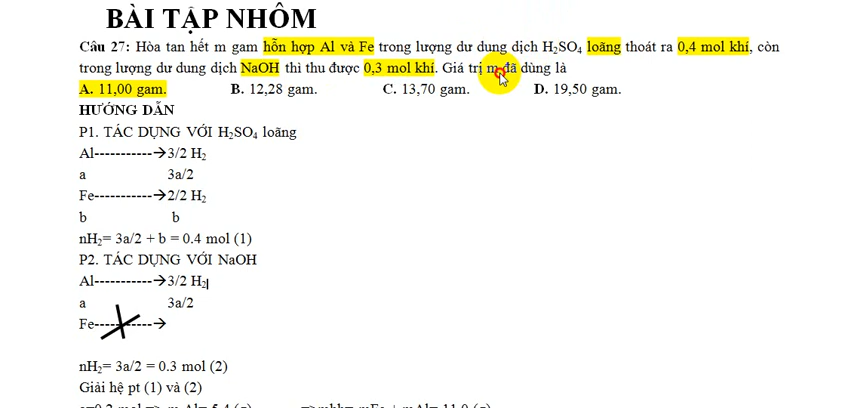 BÀI TẬP NHÓM
Câu 27: Hòa tan hết m gam hỗn hợp Al và Fe trong lượng dư dung dịch H₂SO₄ loãng thoát ra 0,4 mol khí, còn
trong lượng dư dung dịch NaOH thì thu được 0,3 mol khí. Giá trị m đã dùng là
A. 11,00 gam. B. 12,28 gam. C. 13,70 gam. D. 19,50 gam.
HƯỚNG DẪN
P1. TÁC DỤNG VỚI H₂SO₄ loãng
Al-----------→3/2 H₂
a 3a/2
Fe-----------→2/2 H₂
b b
nH₂= 3a/2 + b = 0.4 mol (1)
P2. TÁC DỤNG VỚI NaOH
Al-----------→3/2 H₂
a 3a/2
Fe-----------→
nH₂= 3a/2 = 0.3 mol (2)
Giải hệ pt (1) và (2)